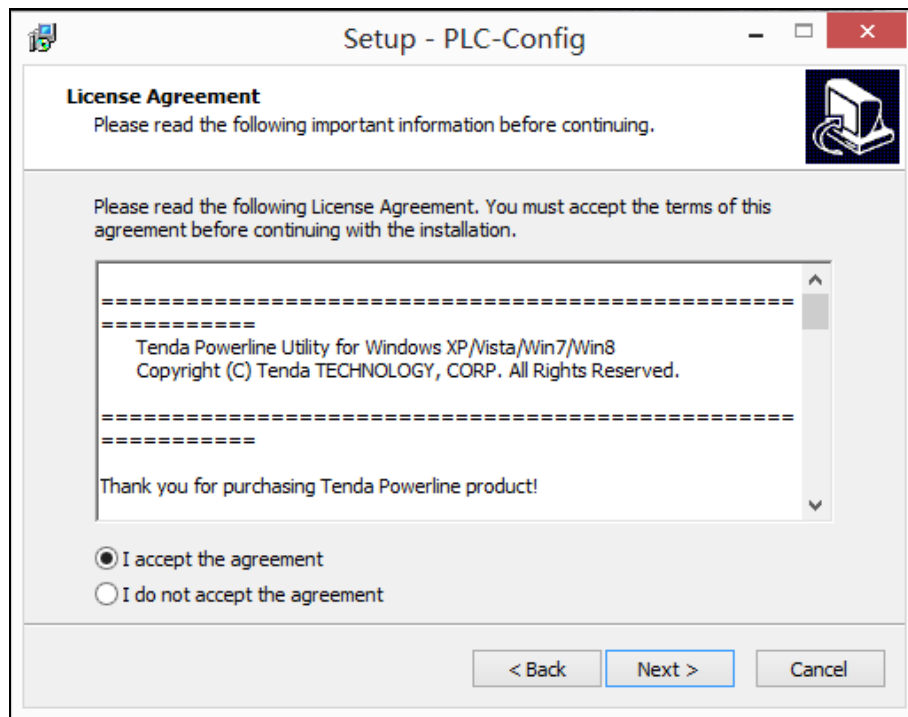 Setup - PLC-Config
License Agreement
Please read the following important information before continuing.
Please read the following License Agreement. You must accept the terms of this
agreement before continuing with the installation.
=================================================
===========
Tenda Powerline Utility for Windows XP/Vista/Win7/Win8
Copyright (C) Tenda TECHNOLOGY, CORP. All Rights Reserved.
=================================================
===========
Thank you for purchasing Tenda Powerline product!
I accept the agreement
I do not accept the agreement
< Back Next > Cancel